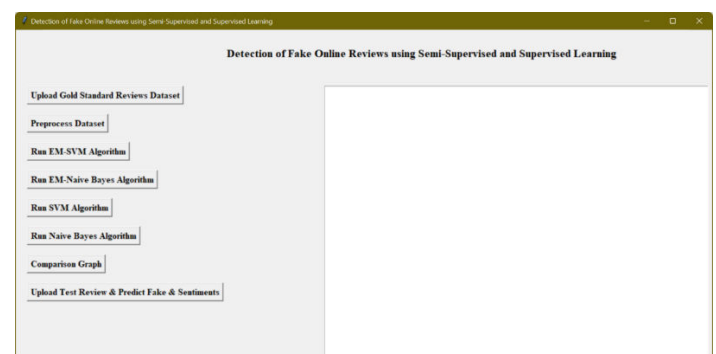 Detection of Fake Online Reviews using Semi-Supervised and Supervised Learning
Detection of Fake Online Reviews using Semi-Supervised and Supervised Learning
Upload Gold Standard Reviews Dataset
Preprocess Dataset
Run EM-SVM Algorithm
Run EM-Naive Bayes Algorithm
Run SVM Algorithm
Run Naive Bayes Algorithm
Comparison Graph
Upload Test Review & Predict Fake & Sentiments